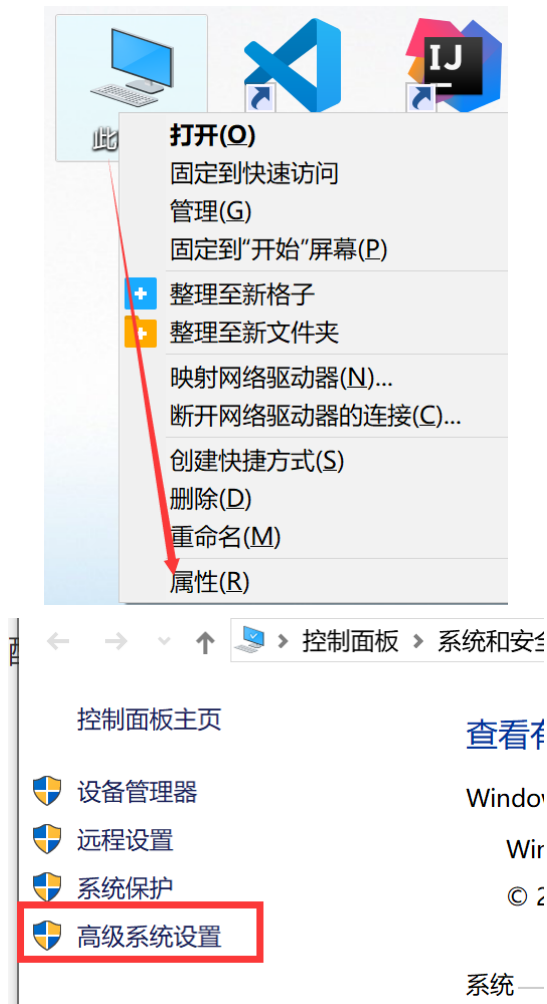 IJ
此
打开(O)
固定到快速访问
管理(G)
固定到“开始”屏幕(P)
整理至新格子
整理至新文件夹
映射网络驱动器(N)...
断开网络驱动器的连接(C)...
创建快捷方式(S)
删除(D)
重命名(M)
属性(R)
控制面板 系统和安全
控制面板主页
查看有
设备管理器
Window
远程设置
Win
系统保护
© 2
高级系统设置
系统